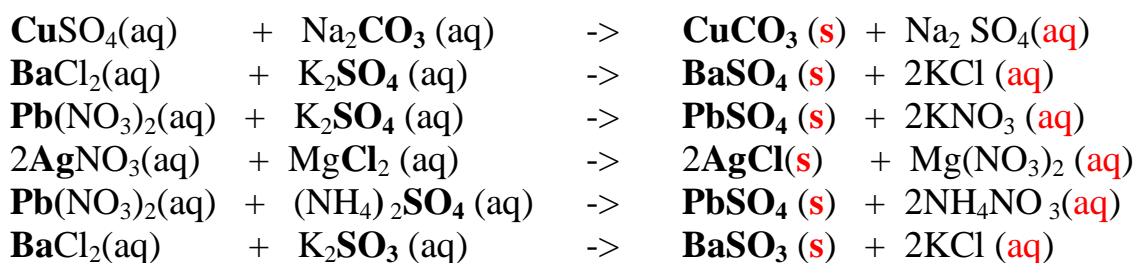 CuSO₄(aq) + Na₂CO₃ (aq) -> CuCO₃ (s) + Na₂ SO₄(aq)
BaCl₂(aq) + K₂SO₄ (aq) -> BaSO₄ (s) + 2KCl (aq)
Pb(NO₃)₂(aq) + K₂SO₄ (aq) -> PbSO₄ (s) + 2KNO₃ (aq)
2AgNO₃(aq) + MgCl₂ (aq) -> 2AgCl(s) + Mg(NO₃)₂ (aq)
Pb(NO₃)₂(aq) + (NH₄) ₂SO₄ (aq) -> PbSO₄ (s) + 2NH₄NO ₃(aq)
BaCl₂(aq) + K₂SO₃ (aq) -> BaSO₃ (s) + 2KCl (aq)